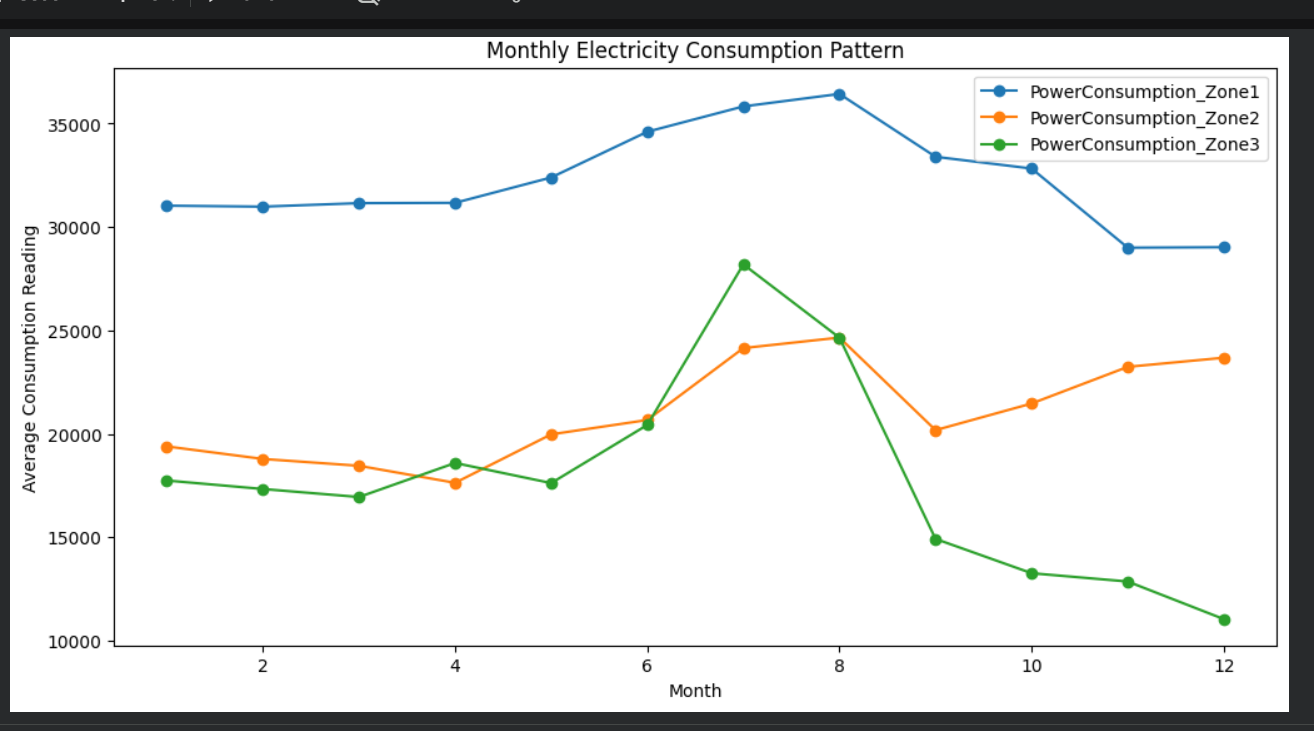 Monthly Electricity Consumption Pattern
PowerConsumption_Zone1
PowerConsumption_Zone2
PowerConsumption_Zone3
35000
30000
25000
20000
15000
10000
Average Consumption Reading
2 4 6 8 10 12
Month